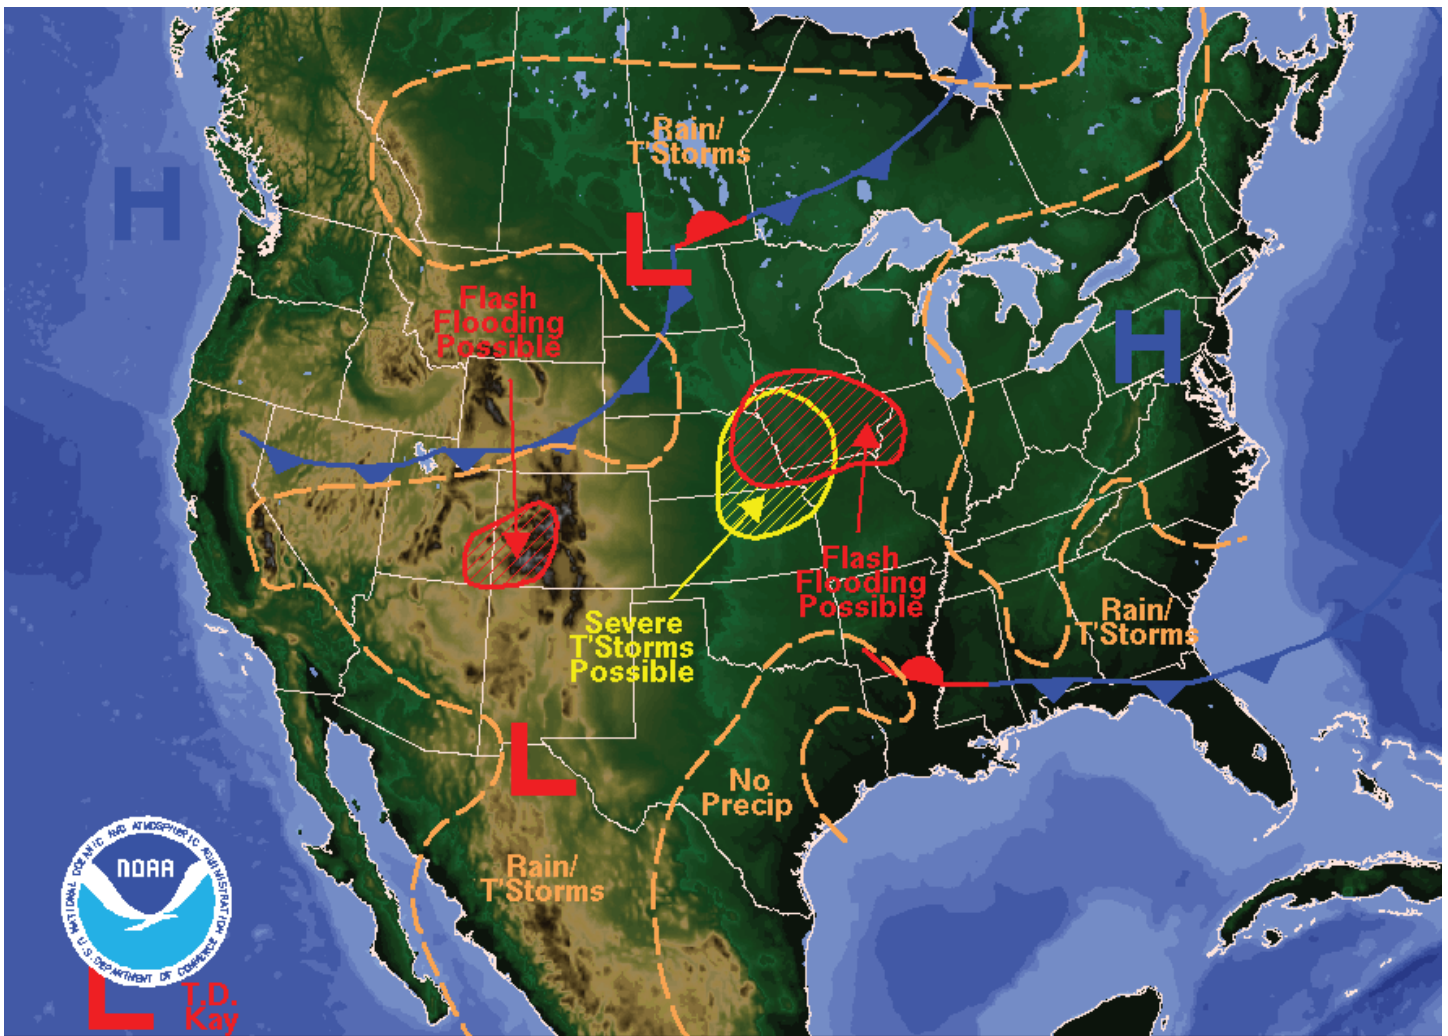 Rain/
T'Storms
H
L
Flash
Flooding
Possible
H
Severe
T'Storms
Possible
Flash
Flooding
Possible
Rain/
T'Storms
L
No
Precip
Rain/
T'Storms
NATIONAL OCEANIC AND ATMOSPHERIC ADMINISTRATION
NOAA
U.S. DEPARTMENT OF COMMERCE
L
T.D.
Kay